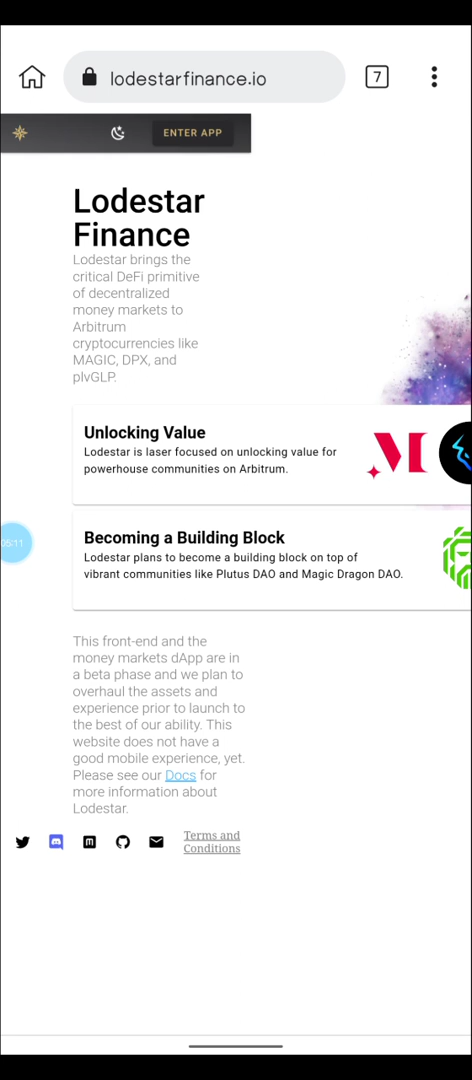 lodestarfinance.io
7
ENTER APP
Lodestar
Finance
Lodestar brings the
critical DeFi primitive
of decentralized
money markets to
Arbitrum
cryptocurrencies like
MAGIC, DPX, and
plvGLP.
Unlocking Value
Lodestar is laser focused on unlocking value for
powerhouse communities on Arbitrum.
M
05:11
Becoming a Building Block
Lodestar plans to become a building block on top of
vibrant communities like Plutus DAO and Magic Dragon DAO.
This front-end and the
money markets dApp are in
a beta phase and we plan to
overhaul the assets and
experience prior to launch to
the best of our ability. This
website does not have a
good mobile experience, yet.
Please see our Docs for
more information about
Lodestar.
Terms and
Conditions